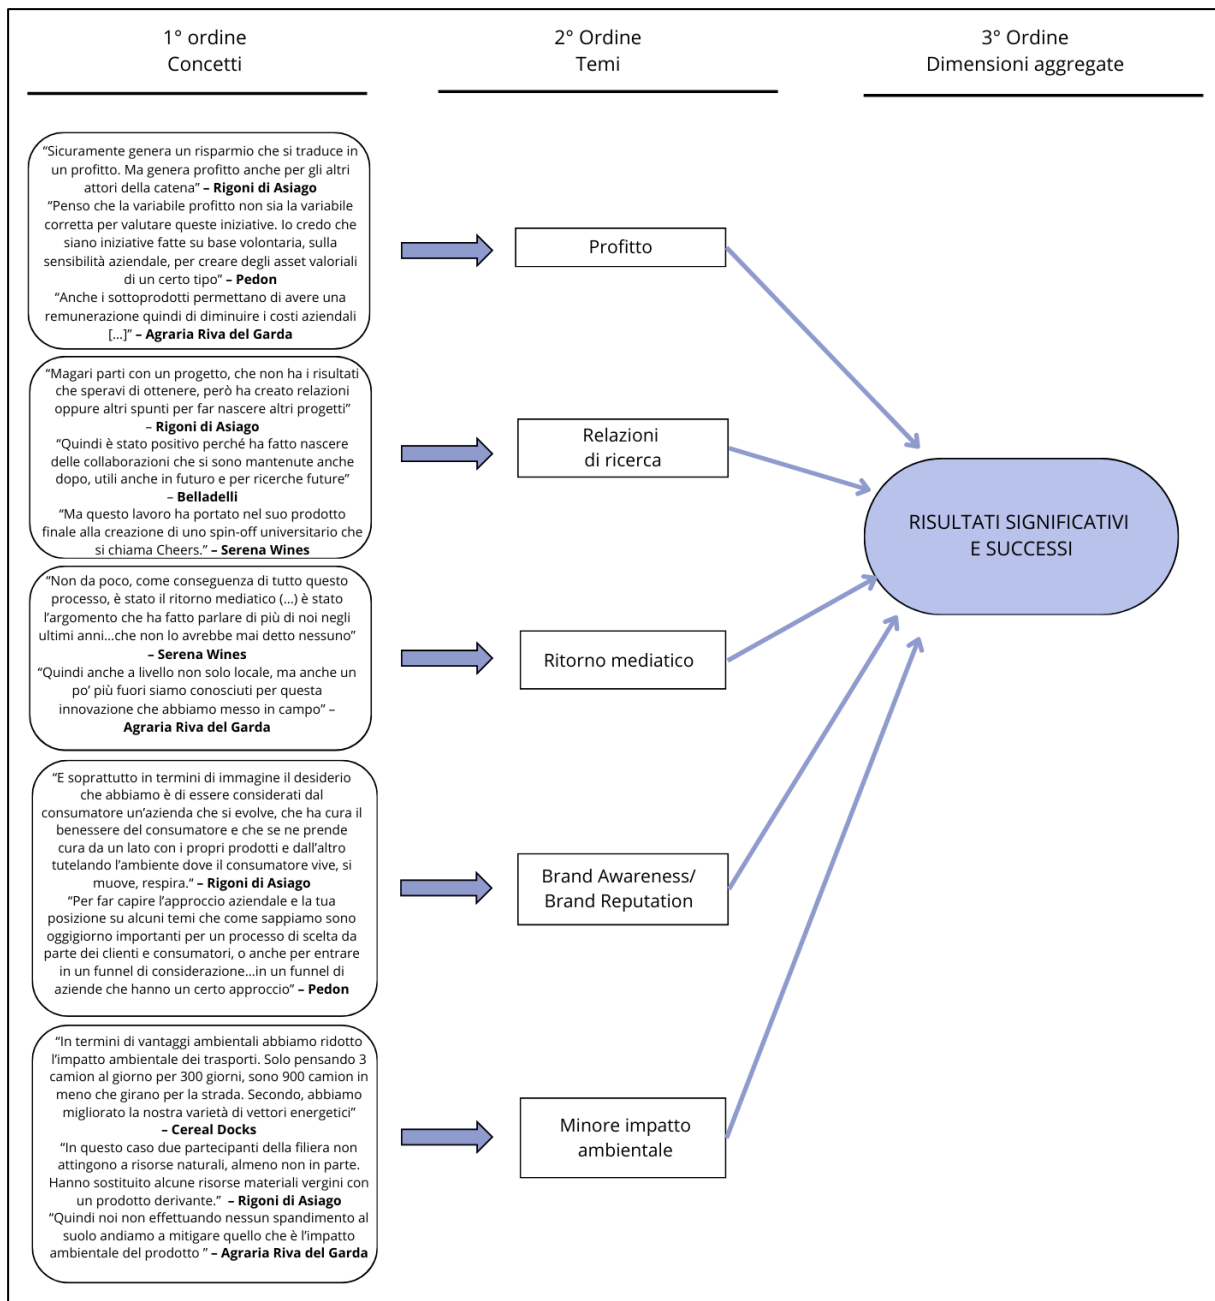 1° ordine
Concetti
2° Ordine
Temi
3° Ordine
Dimensioni aggregate
“Sicuramente genera un risparmio che si traduce in
un profitto. Ma genera profitto anche per gli altri
attori della catena” – Rigoni di Asiago
“Penso che la variabile profitto non sia la variabile
corretta per valutare queste iniziative. Io credo che
siano iniziative fatte su base volontaria, sulla
sensibilità aziendale, per creare degli asset valoriali
di un certo tipo” – Pedon
“Anche i sottoprodotti permettano di avere una
remunerazione quindi di diminuire i costi aziendali
[...]” – Agraria Riva del Garda
Profitto
“Magari parti con un progetto, che non ha i risultati
che speravi di ottenere, però ha creato relazioni
oppure altri spunti per far nascere altri progetti”
– Rigoni di Asiago
“Quindi è stato positivo perché ha fatto nascere
delle collaborazioni che si sono mantenute anche
dopo, utili anche in futuro e per ricerche future”
– Belladelli
“Ma questo lavoro ha portato nel suo prodotto
finale alla creazione di uno spin-off universitario che
si chiama Cheers.” – Serena Wines
Relazioni
di ricerca
RISULTATI SIGNIFICATIVI
E SUCCESSI
“Non da poco, come conseguenza di tutto questo
processo, è stato il ritorno mediatico (...) è stato
l’argomento che ha fatto parlare di più di noi negli
ultimi anni...che non lo avrebbe mai detto nessuno”
– Serena Wines
“Quindi anche a livello non solo locale, ma anche un
po’ più fuori siamo conosciuti per questa
innovazione che abbiamo messo in campo” –
Agraria Riva del Garda
Ritorno mediatico
“E soprattutto in termini di immagine il desiderio
che abbiamo è di essere considerati dal
consumatore un’azienda che si evolve, che ha cura il
benessere del consumatore e che se ne prende
cura da un lato con i propri prodotti e dall’altro
tutelando l’ambiente dove il consumatore vive, si
muove, respira.“ – Rigoni di Asiago
“Per far capire l’approccio aziendale e la tua
posizione su alcuni temi che come sappiamo sono
oggigiorno importanti per un processo di scelta da
parte dei clienti e consumatori, o anche per entrare
in un funnel di considerazione...in un funnel di
aziende che hanno un certo approccio” – Pedon
Brand Awareness/
Brand Reputation
“In termini di vantaggi ambientali abbiamo ridotto
l’impatto ambientale dei trasporti. Solo pensando 3
camion al giorno per 300 giorni, sono 900 camion in
meno che girano per la strada. Secondo, abbiamo
migliorato la nostra varietà di vettori energetici”
– Cereal Docks
“In questo caso due partecipanti della filiera non
attingono a risorse naturali, almeno non in parte.
Hanno sostituito alcune risorse materiali vergini con
un prodotto derivante.” – Rigoni di Asiago
“Quindi noi non effettuando nessun spandimento al
suolo andiamo a mitigare quello che è l’impatto
ambientale del prodotto ” – Agraria Riva del Garda
Minore impatto
ambientale